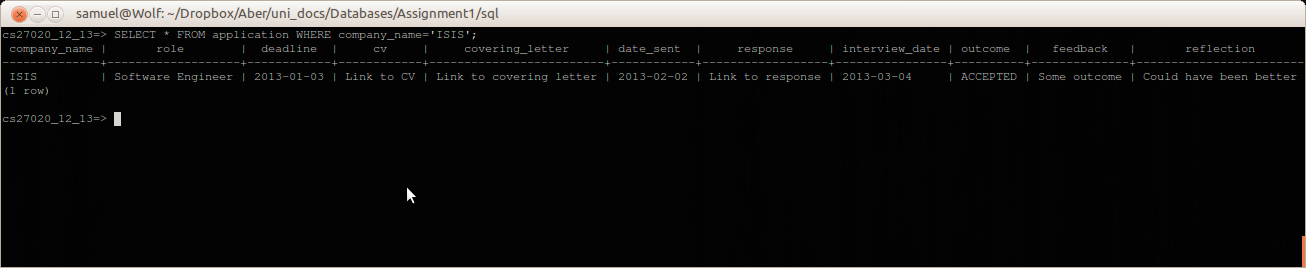 samuel@Wolf: ~/Dropbox/Aber/uni_docs/Databases/Assignment1/sql
cs27020_12_13=> SELECT * FROM application WHERE company_name='ISIS';
 company_name |       role        |  deadline  |     cv     |     covering_letter     | date_sent  |     response     | interview_date | outcome  |   feedback   |       reflection
--------------+-------------------+------------+------------+-------------------------+------------+------------------+----------------+----------+--------------+------------------------
 ISIS         | Software Engineer | 2013-01-03 | Link to CV | Link to covering letter | 2013-02-02 | Link to response | 2013-03-04     | ACCEPTED | Some outcome | Could have been better
(1 row)
cs27020_12_13=>